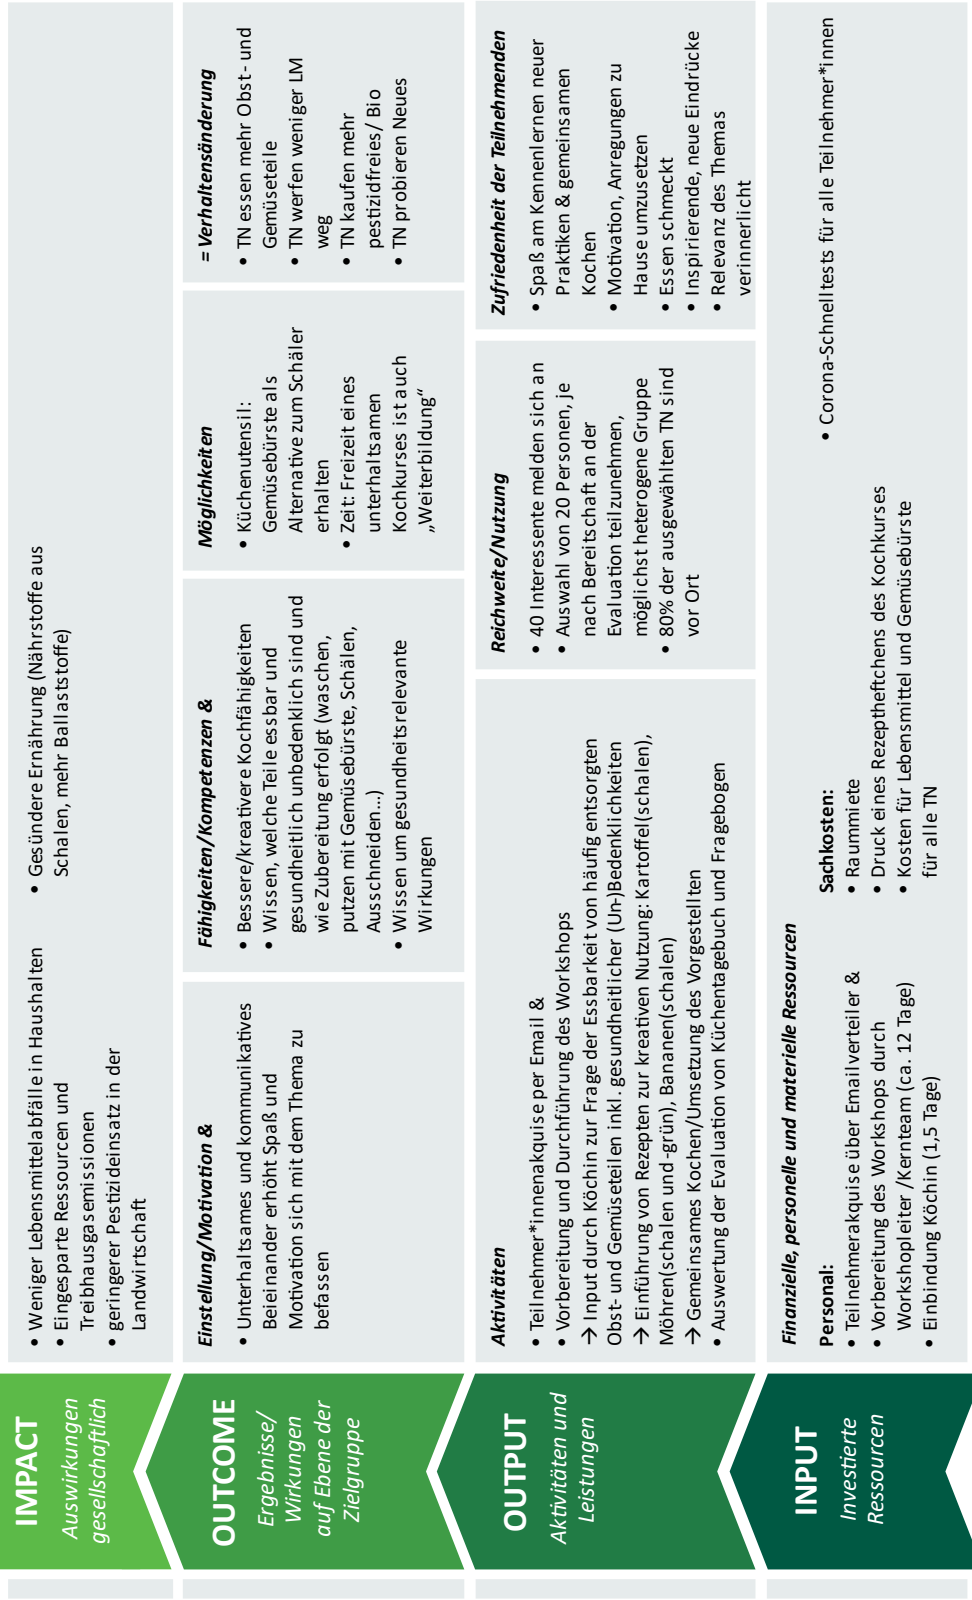 IMPACT
Auswirkungen
gesellschaftlich
• Weniger Lebensmittelabfälle in Haushalten
• Eingesparte Ressourcen und
Treibhausgasemissionen
• geringerer Pestizideinsatz in der
Landwirtschaft
• Gesündere Ernährung (Nährstoffe aus
Schalen, mehr Ballaststoffe)
OUTCOME
Ergebnisse/
Wirkungen
auf Ebene der
Zielgruppe
Einstellung/Motivation &
• Unterhaltsames und kommunikatives
Beieinander erhöht Spaß und
Motivation sich mit dem Thema zu
befassen
Fähigkeiten/Kompetenzen &
• Bessere/kreativere Kochfähigkeiten
• Wissen, welche Teile essbar und
gesundheitlich unbedenklich sind und
wie Zubereitung erfolgt (waschen,
putzen mit Gemüsebürste, Schälen,
Ausschneiden...)
• Wissen um gesundheitsrelevante
Wirkungen
Möglichkeiten
• Küchenutensil:
Gemüsebürste als
Alternative zum Schäler
erhalten
• Zeit: Freizeit eines
unterhaltsamen
Kochkurses ist auch
„Weiterbildung“
= Verhaltensänderung
• TN essen mehr Obst- und
Gemüseteile
• TN werfen weniger LM
weg
• TN kaufen mehr
pestizidfreies/ Bio
• TN probieren Neues
OUTPUT
Aktivitäten und
Leistungen
Aktivitäten
• Teilnehmer*innenakquise per Email &
• Vorbereitung und Durchführung des Workshops
→ Input durch Köchin zur Frage der Essbarkeit von häufig entsorgten
Obst- und Gemüseteilen inkl. gesundheitlicher (Un-)Bedenklichkeiten
→ Einführung von Rezepten zur kreativen Nutzung: Kartoffel(schalen),
Möhren(schalen und -grün), Bananen(schalen)
→ Gemeinsames Kochen/Umsetzung des Vorgestellten
• Auswertung der Evaluation von Küchentagebuch und Fragebogen
Reichweite/Nutzung
• 40 Interessente melden sich an
• Auswahl von 20 Personen, je
nach Bereitschaft an der
Evaluation teilzunehmen,
möglichst heterogene Gruppe
• 80% der ausgewählten TN sind
vor Ort
Zufriedenheit der Teilnehmenden
• Spaß am Kennenlernen neuer
Praktiken & gemeinsamen
Kochen
• Motivation, Anregungen zu
Hause umzusetzen
• Essen schmeckt
• Inspirierende, neue Eindrücke
• Relevanz des Themas
verinnerlicht
INPUT
Investierte
Ressourcen
Finanzielle, personelle und materielle Ressourcen
Personal:
• Teilnehmerakquise über Emailverteiler &
• Vorbereitung des Workshops durch
Workshopleiter /Kernteam (ca. 12 Tage)
• Einbindung Köchin (1,5 Tage)
Sachkosten:
• Raummiete
• Druck eines Rezeptheftchens des Kochkurses
• Kosten für Lebensmittel und Gemüsebürste
für alle TN
• Corona-Schnelltests für alle Teilnehmer*innen